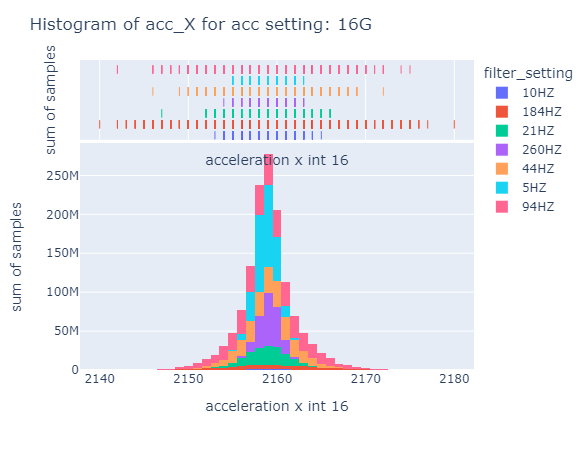 Histogram of acc_X for acc setting: 16G
sum of samples
acceleration x int 16
filter_setting
10HZ
184HZ
21HZ
260HZ
44HZ
5HZ
94HZ
sum of samples
250M
200M
150M
100M
50M
0
2140
2150
2160
2170
2180
acceleration x int 16